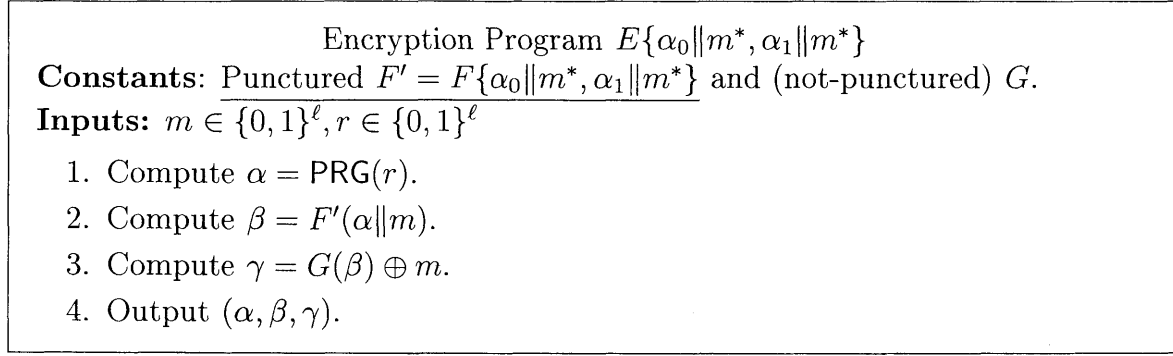 Encryption Program E{α₀∥m*, α₁∥m*}
Constants: Punctured F′ = F{α₀∥m*, α₁∥m*} and (not-punctured) G.
Inputs: m ∈ {0, 1}^ℓ, r ∈ {0, 1}^ℓ
1. Compute α = PRG(r).
2. Compute β = F′(α∥m).
3. Compute γ = G(β) ⊕ m.
4. Output (α, β, γ).